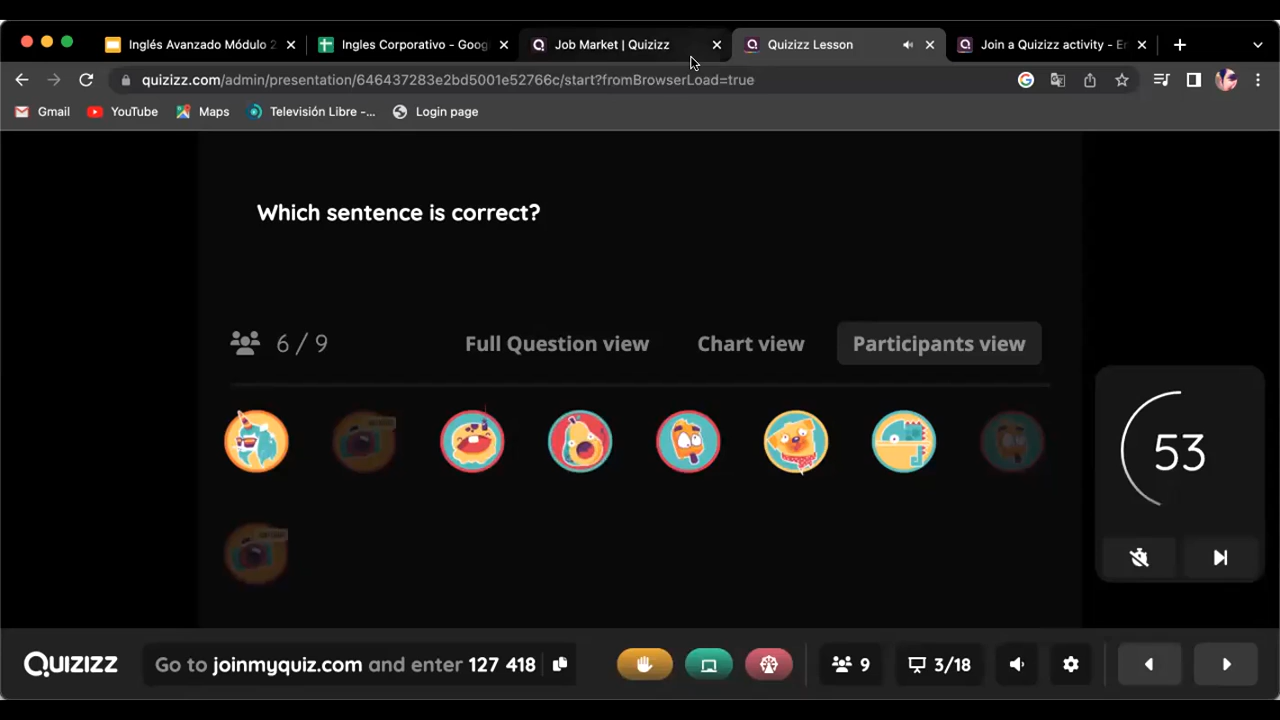 Inglés Avanzado Módulo 2
Ingles Corporativo - Goog
Job Market | Quizizz
Quizizz Lesson
Join a Quizizz activity - En
quizizz.com/admin/presentation/646437283e2bd5001e52766c/start?fromBrowserLoad=true
Gmail
YouTube
Maps
Televisión Libre -...
Login page
Which sentence is correct?
6 / 9
Full Question view
Chart view
Participants view
53
QUIZIZZ
Go to joinmyquiz.com and enter 127 418
9
3/18